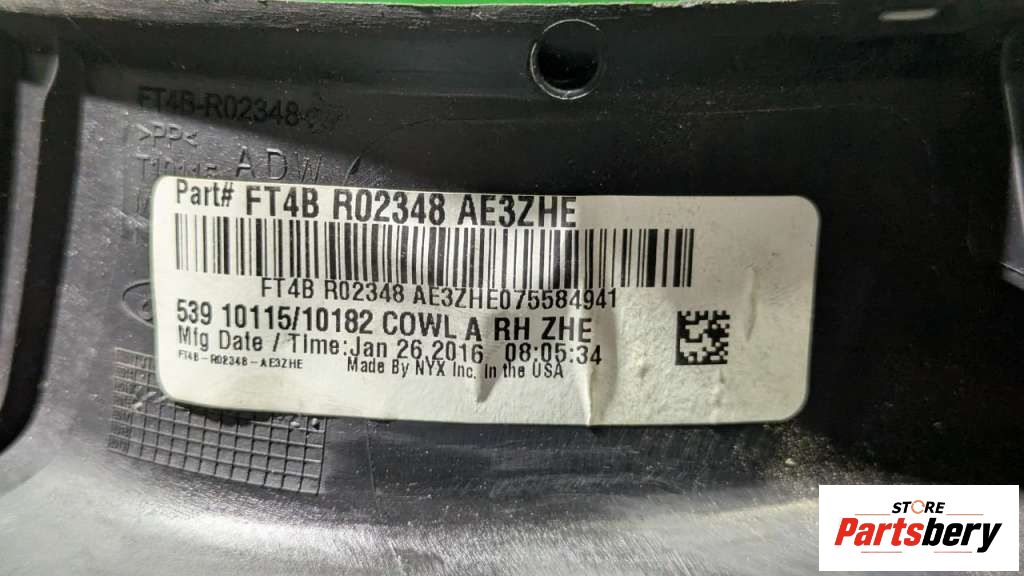 FT4B-R02348-
>PP<
ADW
Part# FT4B R02348 AE3ZHE
FT4B R02348 AE3ZHE075584941
539 10115/10182 COWL A RH ZHE
Mfg Date / Time:Jan 26,2016 08:05:34
FT4B-R02348-AE3ZHE Made By NYX Inc. in the USA
STORE
Partsbery